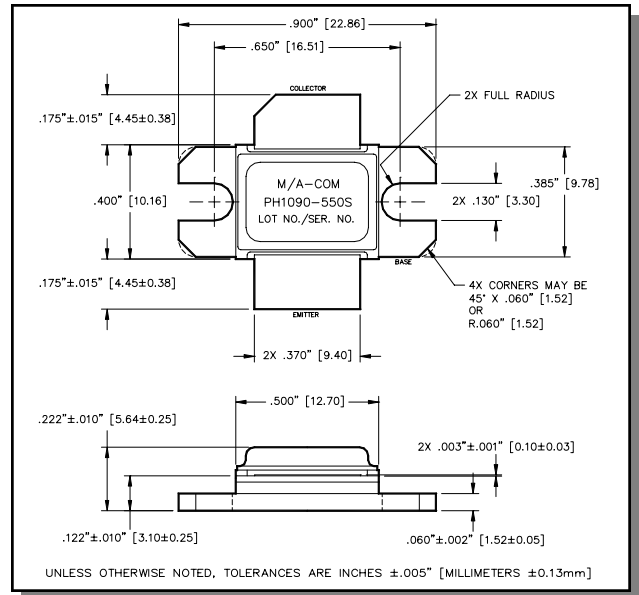 .900" [22.86]
.650" [16.51]
COLLECTOR
2X FULL RADIUS
.175"±.015" [4.45±0.38]
M/A-COM
PH1090-550S
LOT NO./SER. NO.
.400" [10.16]
2X .130" [3.30]
.385" [9.78]
BASE
.175"±.015" [4.45±0.38]
EMITTER
4X CORNERS MAY BE
45° X .060" [1.52]
OR
R.060" [1.52]
2X .370" [9.40]
.500" [12.70]
.222"±.010" [5.64±0.25]
2X .003"±.001" [0.10±0.03]
.122"±.010" [3.10±0.25]
.060"±.002" [1.52±0.05]
UNLESS OTHERWISE NOTED, TOLERANCES ARE INCHES ±.005" [MILLIMETERS ±0.13mm]